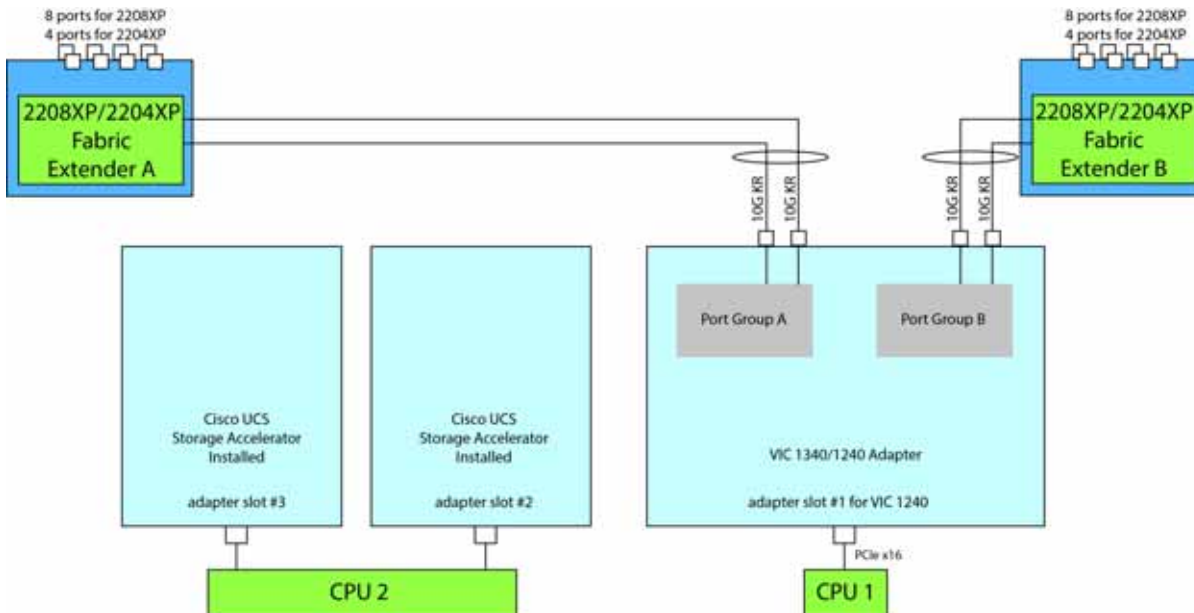 8 ports for 2208XP
4 ports for 2204XP
8 ports for 2208XP
4 ports for 2204XP
2208XP/2204XP
Fabric
Extender A
2208XP/2204XP
Fabric
Extender B
10G KR
10G KR
10G KR
10G KR
Port Group A
Port Group B
Cisco UCS
Storage Accelerator
Installed
adapter slot #3
Cisco UCS
Storage Accelerator
Installed
adapter slot #2
VIC 1340/1240 Adapter
adapter slot #1 for VIC 1240
PCIe x16
CPU 2
CPU 1